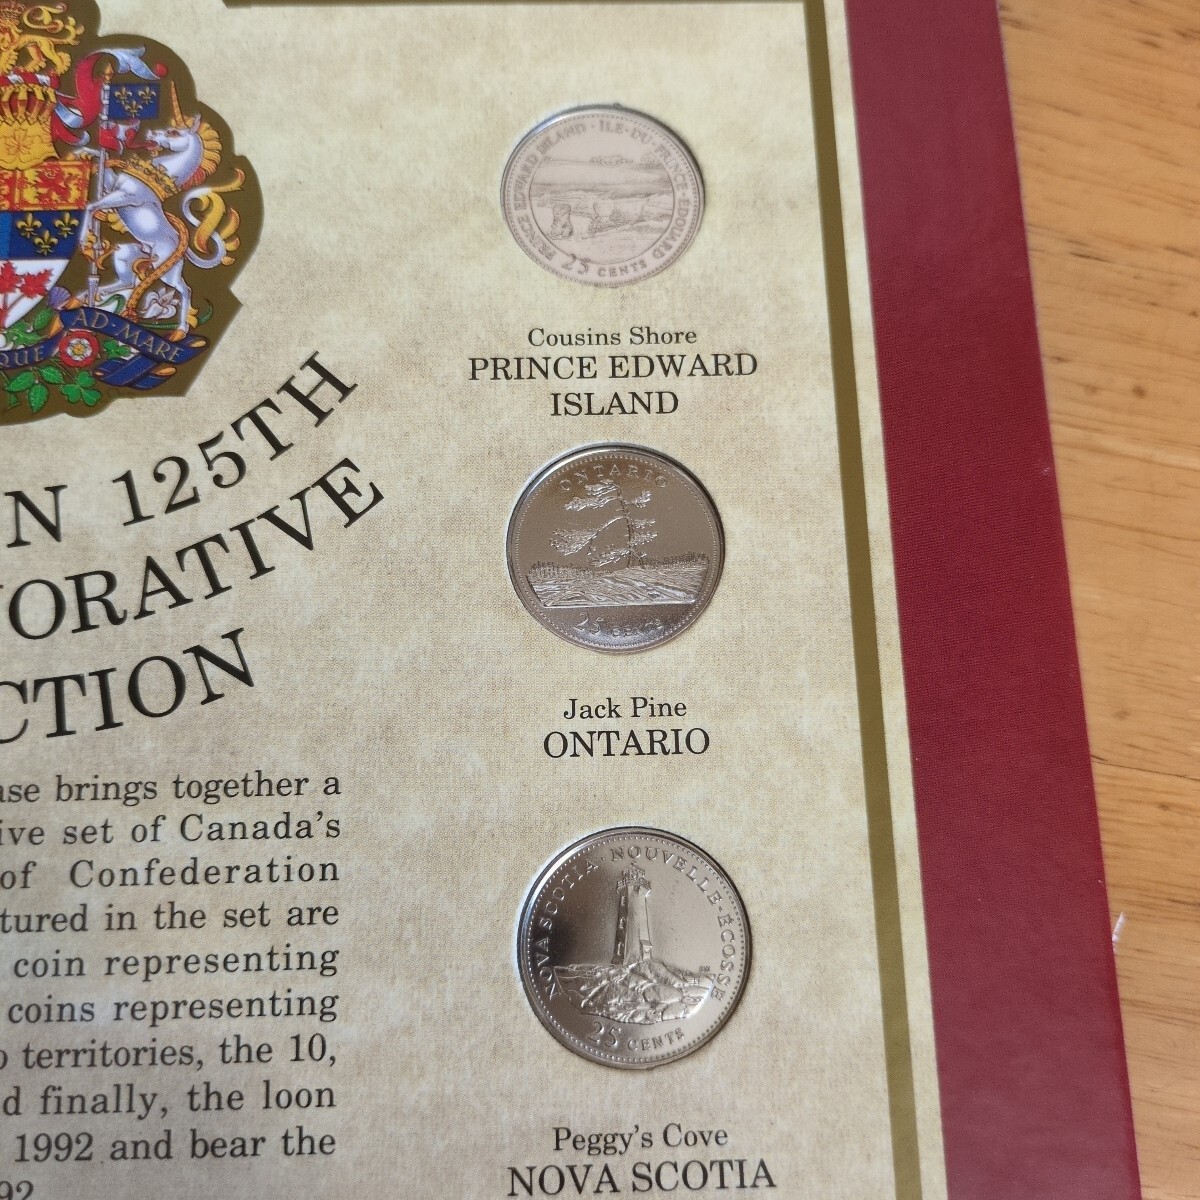 QUE AD·MARE
N 125TH
ORATIVE
CTION
ase brings together a
ive set of Canada's
of Confederation
tured in the set are
coin representing
coins representing
o territories, the 10,
d finally, the loon
1992 and bear the
92
PRINCE EDWARD ISLAND · ILE-DU-PRINCE-EDOUARD
25 CENTS
Cousins Shore
PRINCE EDWARD
ISLAND
ONTARIO
25 CENTS
Jack Pine
ONTARIO
NOVA SCOTIA · NOUVELLE-ÉCOSSE
25 CENTS
Peggy's Cove
NOVA SCOTIA